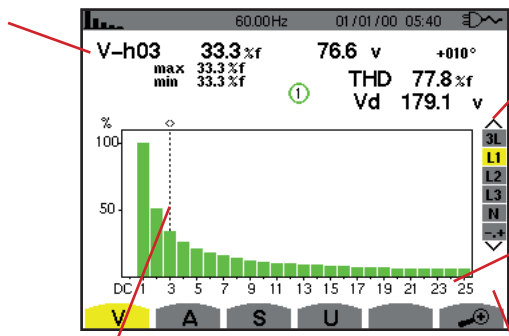 60.00Hz 01/01/00 05:40
V-h03 33.3 %f 76.6 v +010°
max 33.3 %f
min 33.3 %f
1
THD 77.8 %f
Vd 179.1 v
%
100
50
DC 1 3 5 7 9 11 13 15 17 19 21 23 25
3L
L1
L2
L3
N
-.+
V A S U